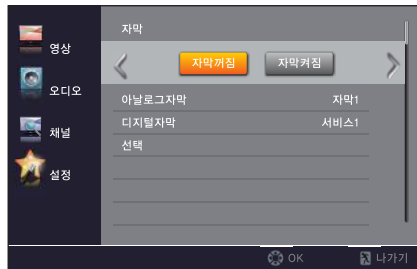 영상
오디오
채널
설정
자막
자막꺼짐 자막켜짐
아날로그자막 자막1
디지털자막 서비스1
선택
OK 나가기